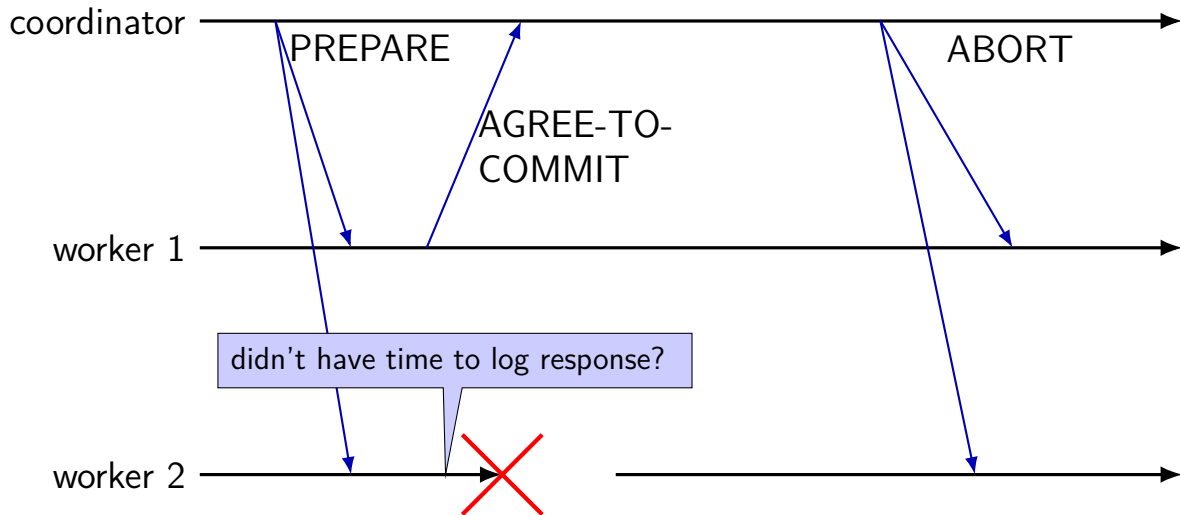 coordinator
PREPARE
ABORT
AGREE-TO-
COMMIT
worker 1
didn't have time to log response?
worker 2